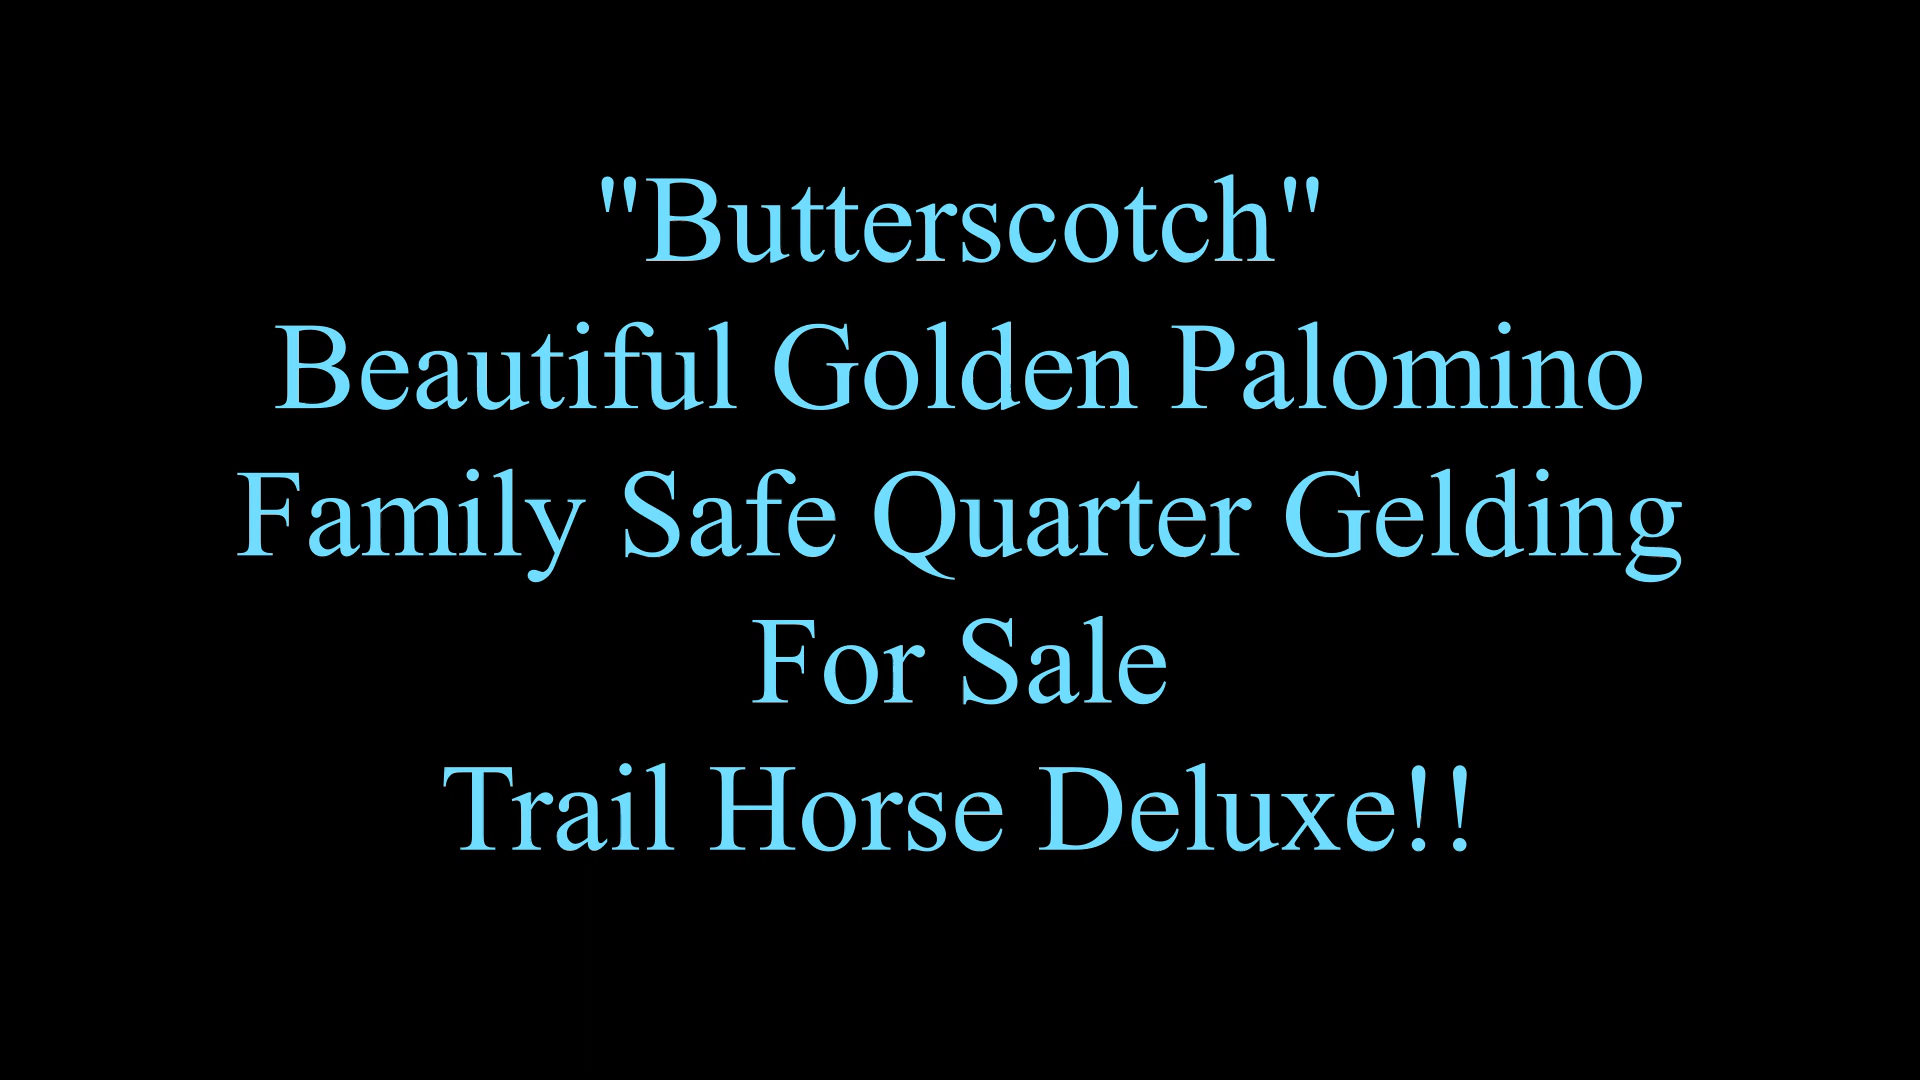 "Butterscotch"
Beautiful Golden Palomino
Family Safe Quarter Gelding
For Sale
Trail Horse Deluxe!!